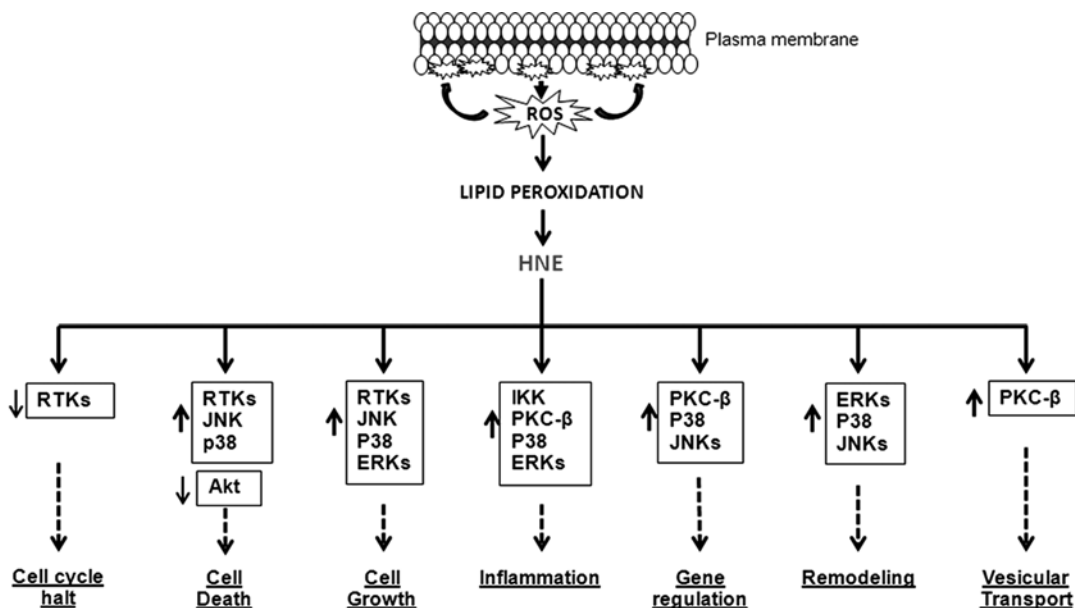 Plasma membrane
ROS
LIPID PEROXIDATION
HNE
↓ RTKs
↑ RTKs
JNK
p38
↓ Akt
↑ RTKs
JNK
P38
ERKs
↑ IKK
PKC-β
P38
ERKs
↑ PKC-β
P38
JNKs
↑ ERKs
P38
JNKs
↑ PKC-β
Cell cycle
halt
Cell
Death
Cell
Growth
Inflammation
Gene
regulation
Remodeling
Vesicular
Transport